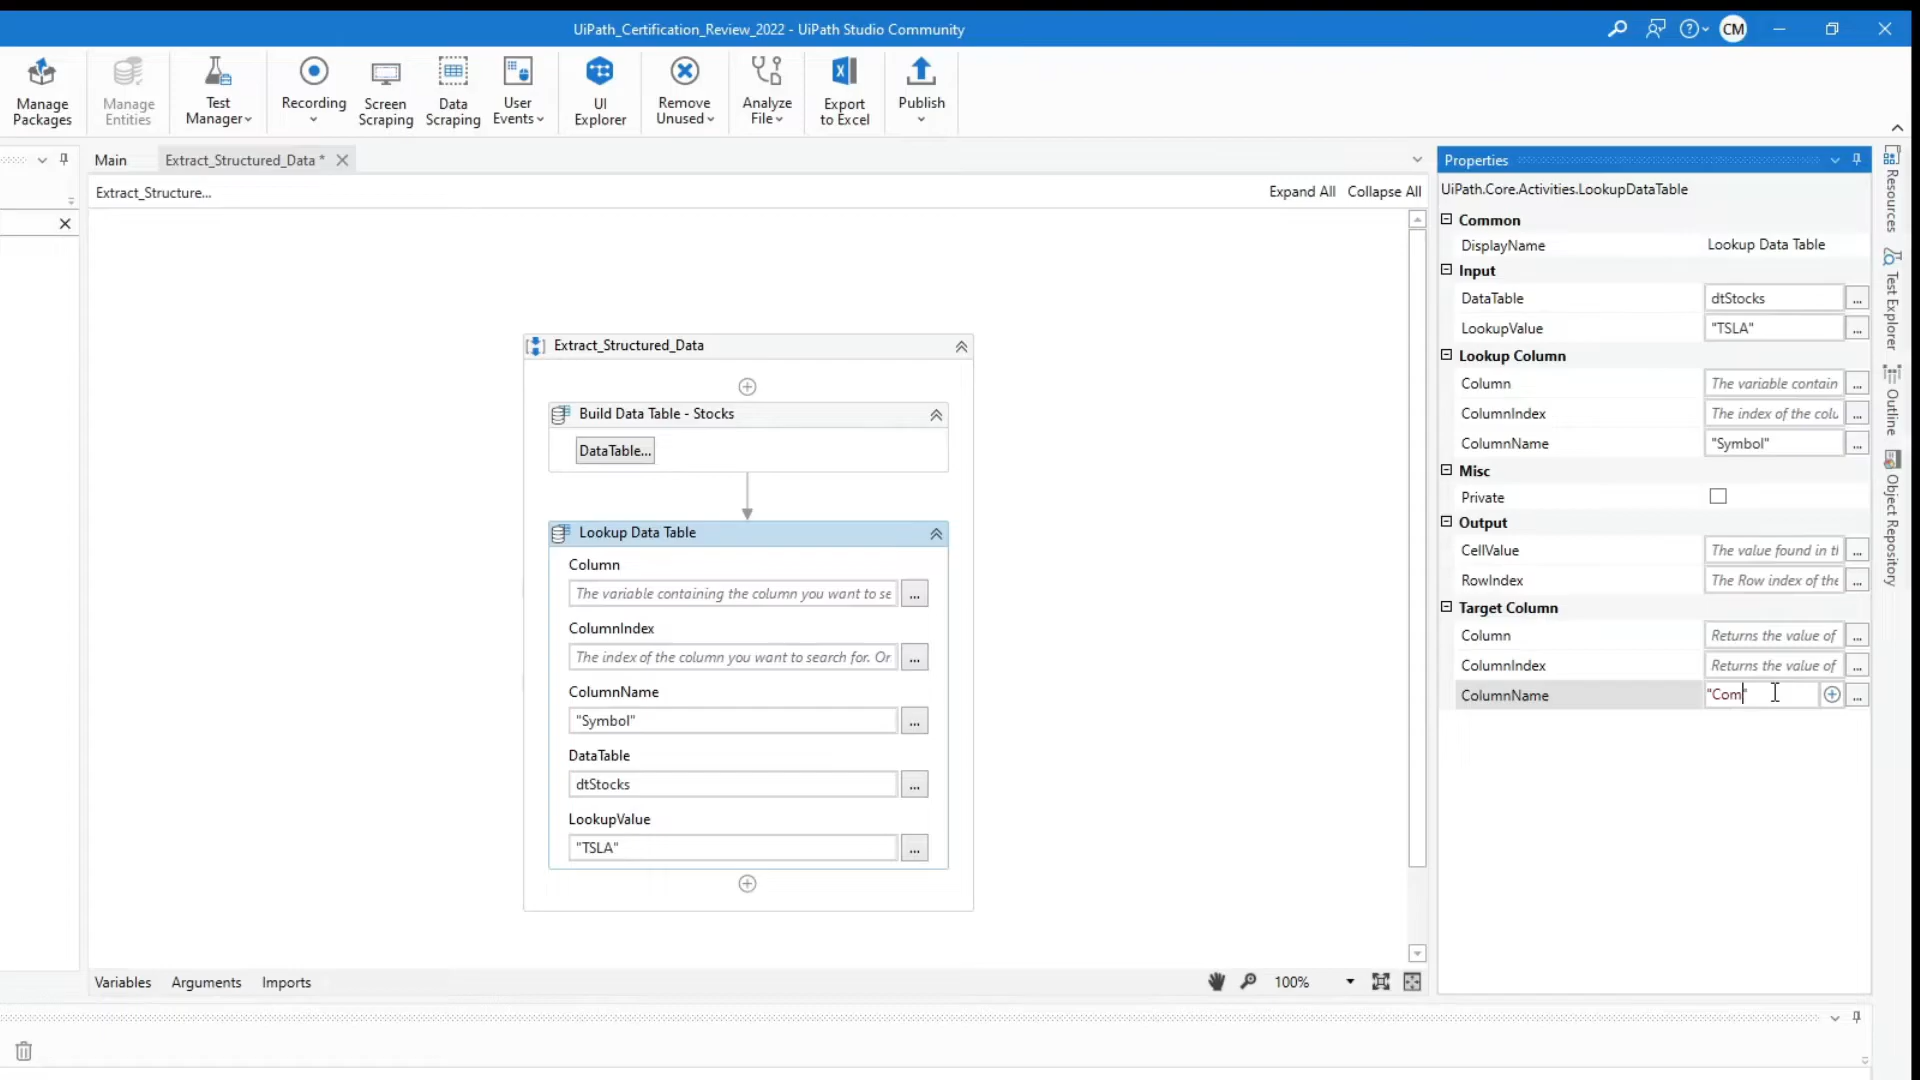 UiPath_Certification_Review_2022 - UiPath Studio Community
CM
Manage Packages
Manage Entities
Test Manager
Recording
Screen Scraping
Data Scraping
User Events
UI Explorer
Remove Unused
Analyze File
Export to Excel
Publish
Main
Extract_Structured_Data *
Extract_Structure...
Expand All
Collapse All
Extract_Structured_Data
Build Data Table - Stocks
DataTable...
Lookup Data Table
Column
The variable containing the column you want to se
...
ColumnIndex
The index of the column you want to search for. Or
...
ColumnName
"Symbol"
...
DataTable
dtStocks
...
LookupValue
"TSLA"
...
Variables
Arguments
Imports
100%
Properties
UiPath.Core.Activities.LookupDataTable
Common
DisplayName Lookup Data Table
Input
DataTable dtStocks ...
LookupValue "TSLA" ...
Lookup Column
Column The variable contain ...
ColumnIndex The index of the colu ...
ColumnName "Symbol" ...
Misc
Private
Output
CellValue The value found in tl ...
RowIndex The Row index of the ...
Target Column
Column Returns the value of ...
ColumnIndex Returns the value of ...
ColumnName "Com" ...
Resources
Test Explorer
Outline
Object Repository